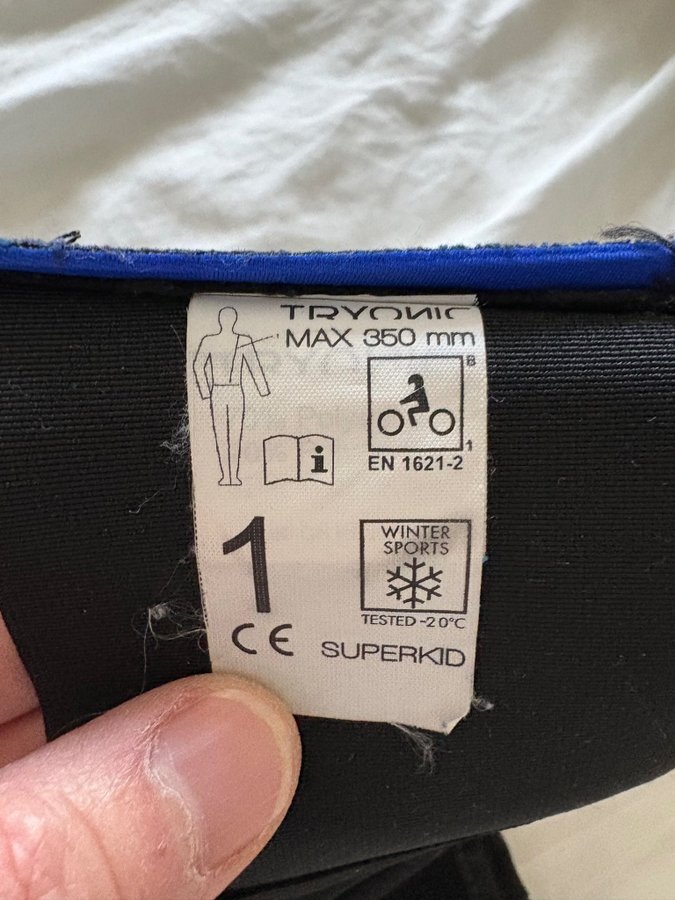 TRYONIC
MAX 350 mm
B
1
EN 1621-2
i
1
WINTER
SPORTS
TESTED -20°C
CE
SUPERKID